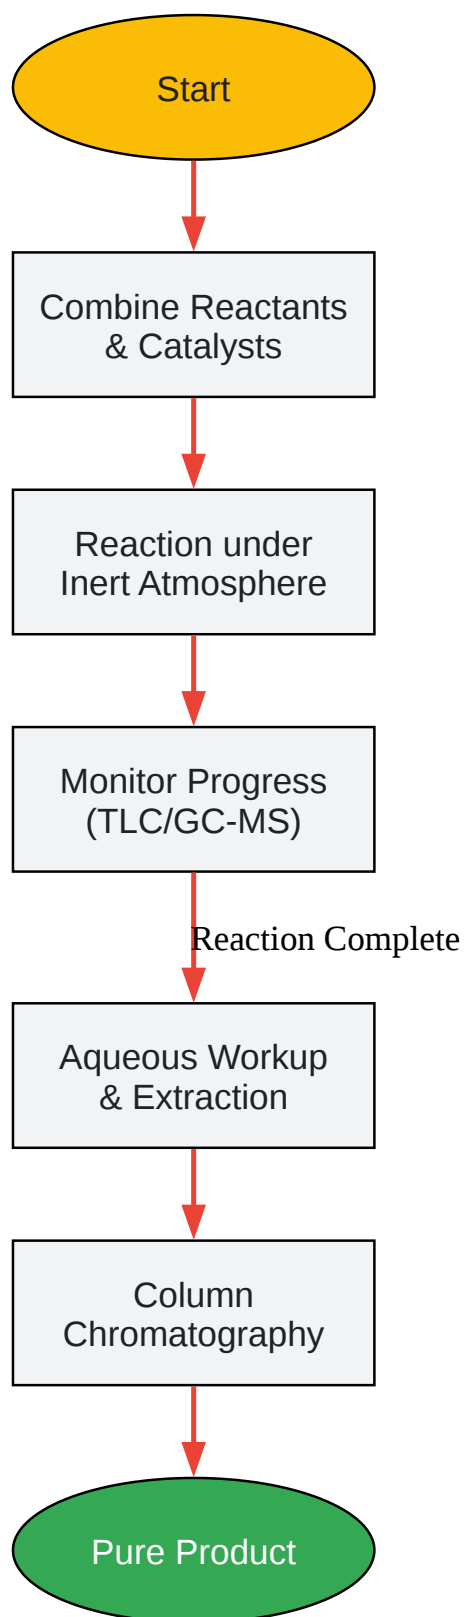 Start
Combine Reactants
& Catalysts
Reaction under
Inert Atmosphere
Monitor Progress
(TLC/GC-MS)
Reaction Complete
Aqueous Workup
& Extraction
Column
Chromatography
Pure Product